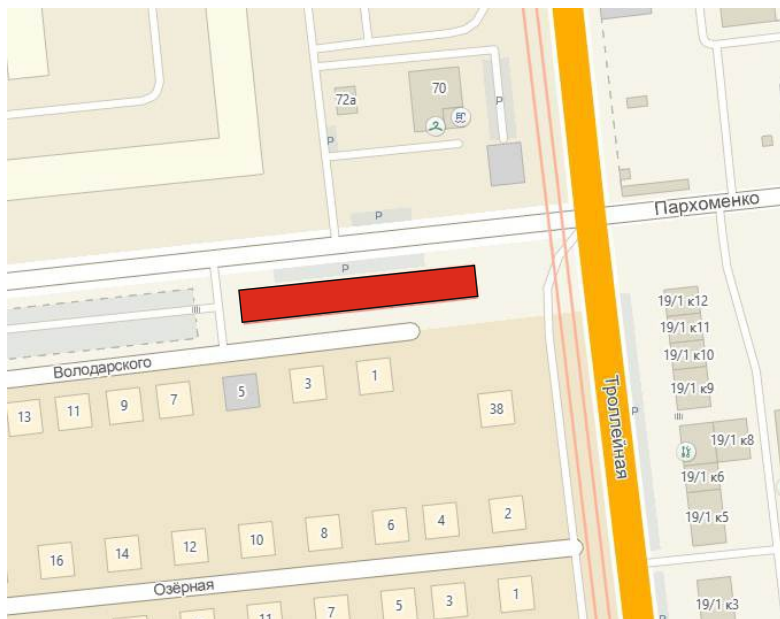 70
72а
Р
Р
Р
Пархоменко
Р
19/1 к12
19/1 к11
19/1 к10
19/1 к9
Володарского
5
3
1
7
9
11
13
38
Троллейная
Р
19/1 к8
19/1 к6
19/1 к5
2
4
6
8
10
12
14
16
Озёрная
1
3
5
7
11
19/1 к3
Р